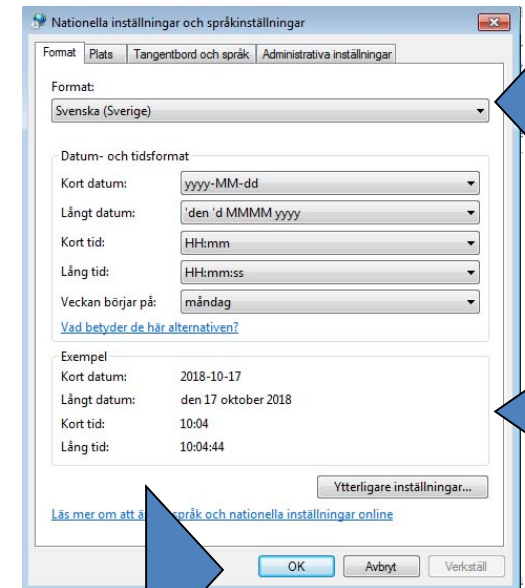 Nationella inställningar och språkinställningar
Format Plats Tangentbord och språk Administrativa inställningar
Format:
Svenska (Sverige)
Datum- och tidsformat
Kort datum: yyyy-MM-dd
Långt datum: 'den 'd MMMM yyyy
Kort tid: HH:mm
Lång tid: HH:mm:ss
Veckan börjar på: måndag
Vad betyder de här alternativen?
Exempel
Kort datum: 2018-10-17
Långt datum: den 17 oktober 2018
Kort tid: 10:04
Lång tid: 10:04:44
Ytterligare inställningar...
Läs mer om att språk och nationella inställningar online
OK Avbryt Verkställ